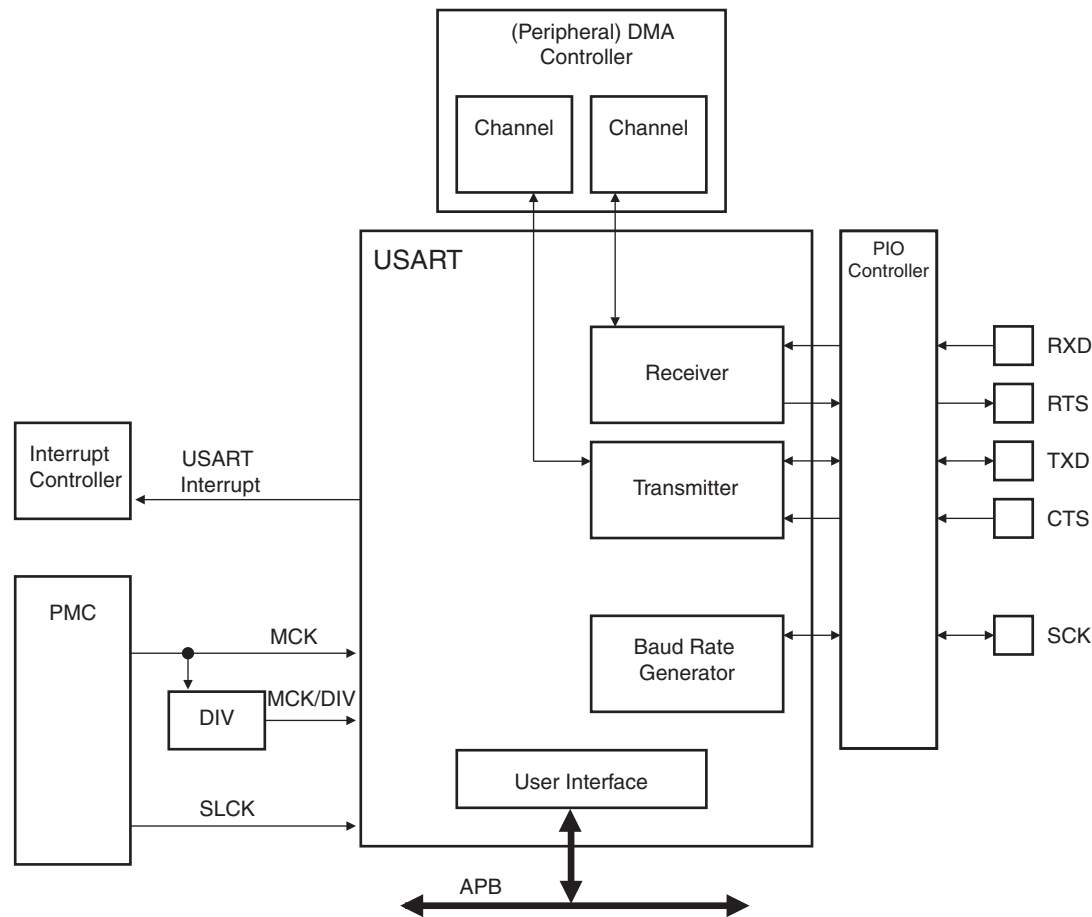 (Peripheral) DMA
Controller
Channel
Channel
USART
PIO
Controller
Receiver
RXD
RTS
Interrupt
Controller
USART
Interrupt
Transmitter
TXD
CTS
PMC
MCK
Baud Rate
Generator
SCK
DIV
MCK/DIV
User Interface
SLCK
APB